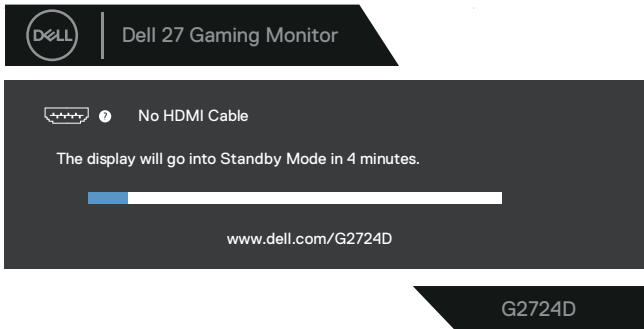 DELL
Dell 27 Gaming Monitor
? No HDMI Cable
The display will go into Standby Mode in 4 minutes.
www.dell.com/G2724D
G2724D